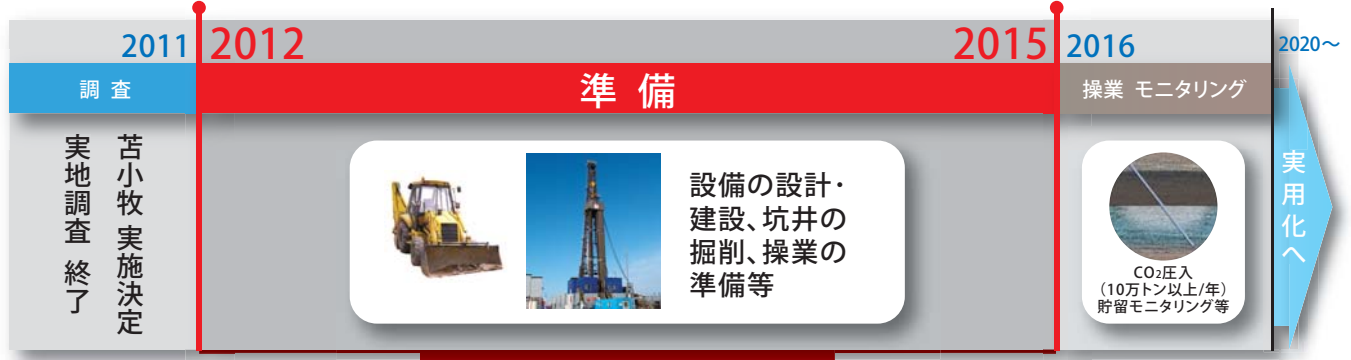 2011
2012
2015
2016
2020～
調 査
準 備
操業 モニタリング
苫小牧 実施決定
実地調査 終了
設備の設計・
建設、坑井の
掘削、操業の
準備等
CO₂圧入
（10万トン以上/年）
貯留モニタリング等
実用化へ